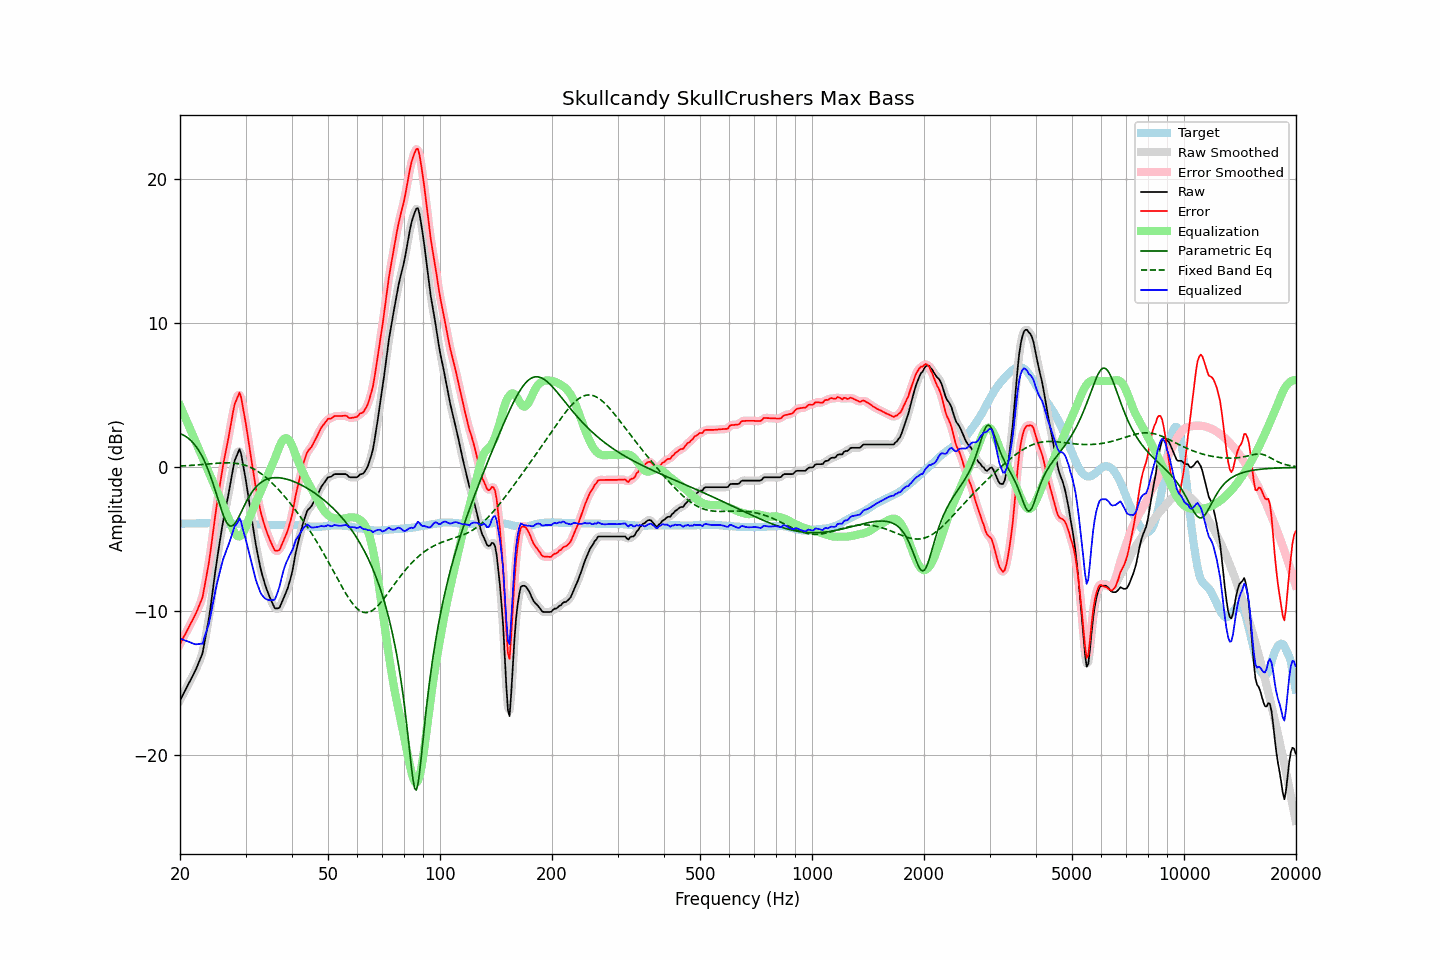 Skullcandy SkullCrushers Max Bass
Target
Raw Smoothed
Error Smoothed
Raw
Error
Equalization
Parametric Eq
Fixed Band Eq
Equalized
Amplitude (dBr)
20
10
0
−10
−20
20 50 100 200 500 1000 2000 5000 10000 20000
Frequency (Hz)